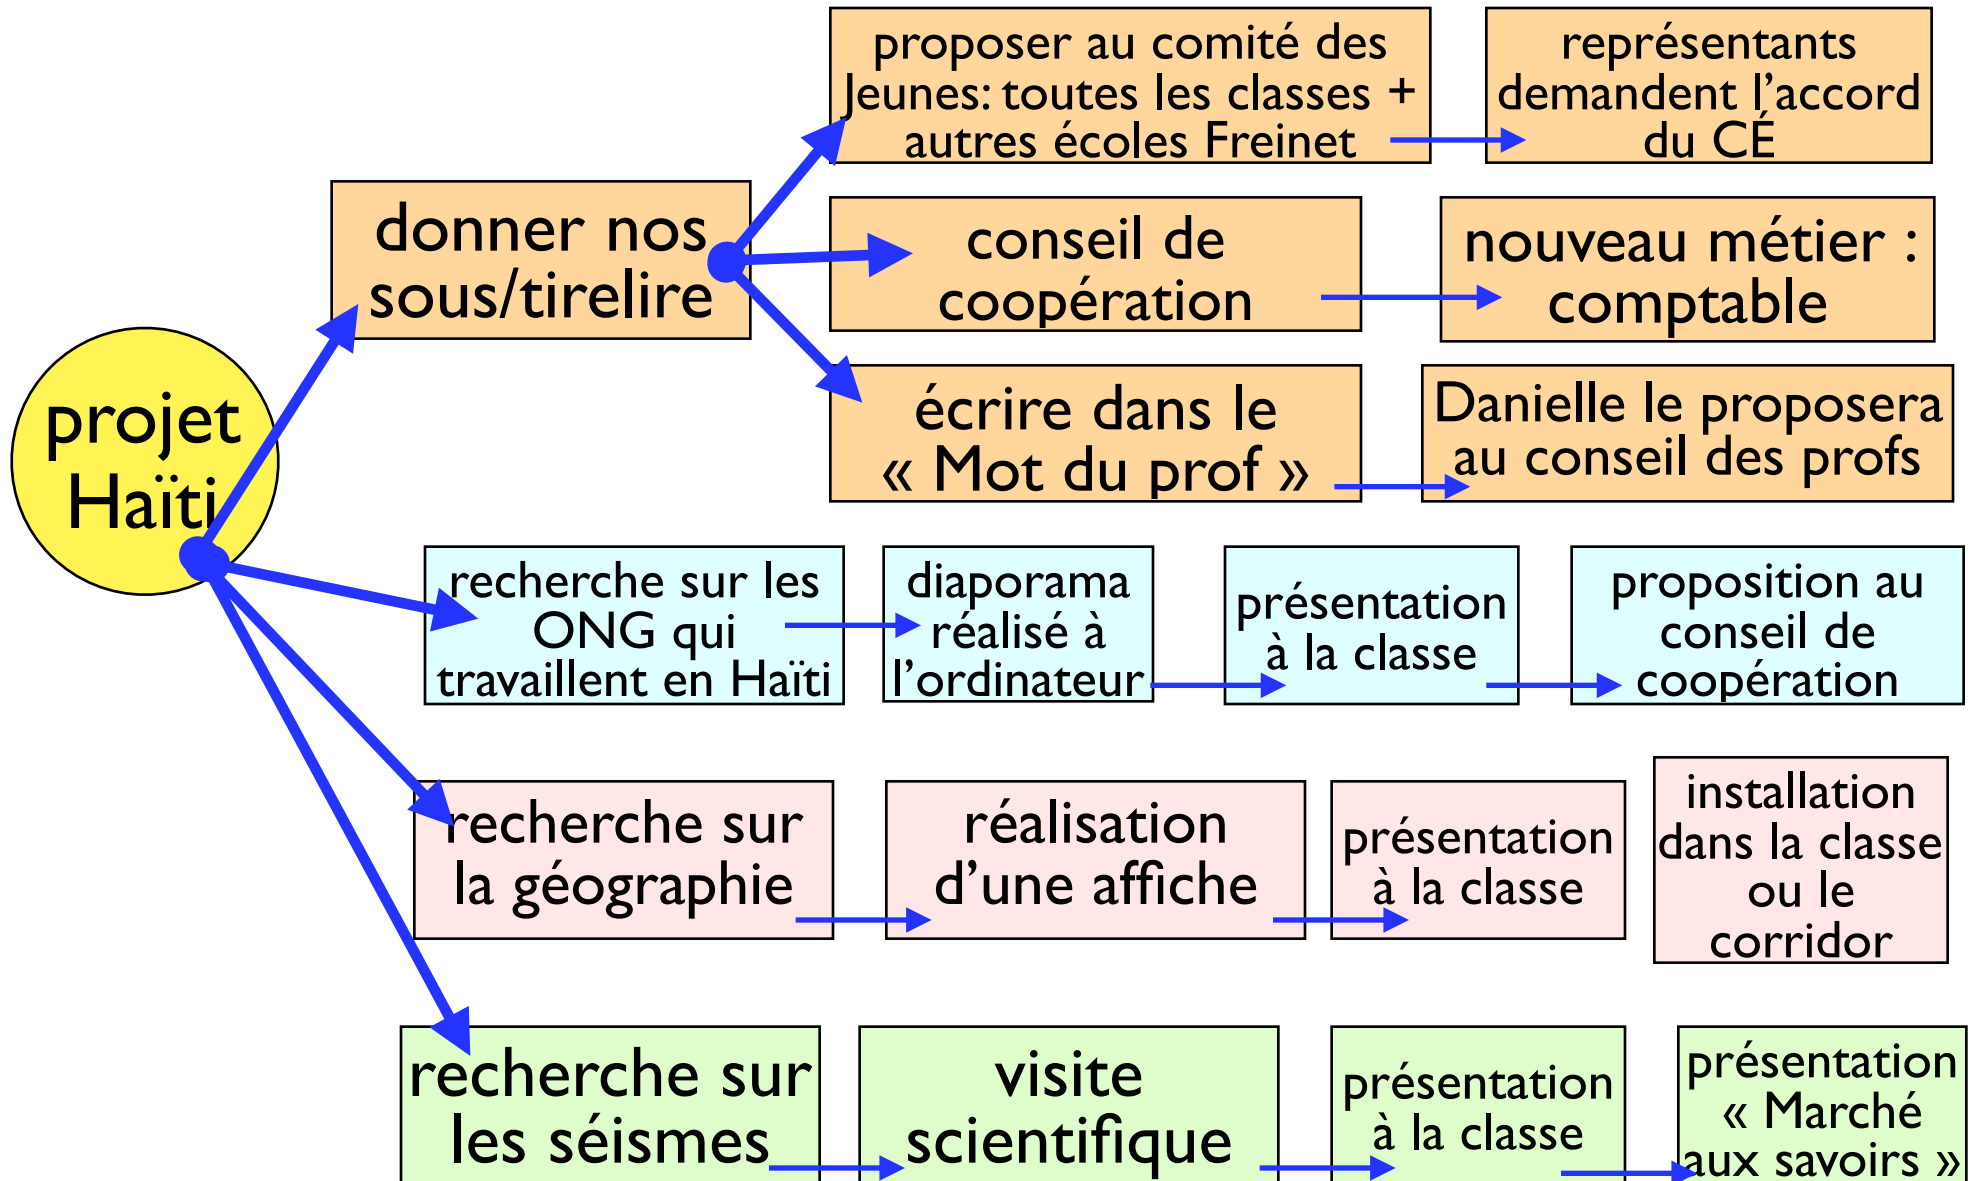 projet
Haïti
donner nos
sous/tirelire
proposer au comité des
Jeunes: toutes les classes +
autres écoles Freinet
représentants
demandent l’accord
du CÉ
conseil de
coopération
nouveau métier :
comptable
écrire dans le
« Mot du prof »
Danielle le proposera
au conseil des profs
recherche sur les
ONG qui
travaillent en Haïti
diaporama
réalisé à
l’ordinateur
présentation
à la classe
proposition au
conseil de
coopération
recherche sur
la géographie
réalisation
d’une affiche
présentation
à la classe
installation
dans la classe
ou le
corridor
recherche sur
les séismes
visite
scientifique
présentation
à la classe
présentation
« Marché
aux savoirs »